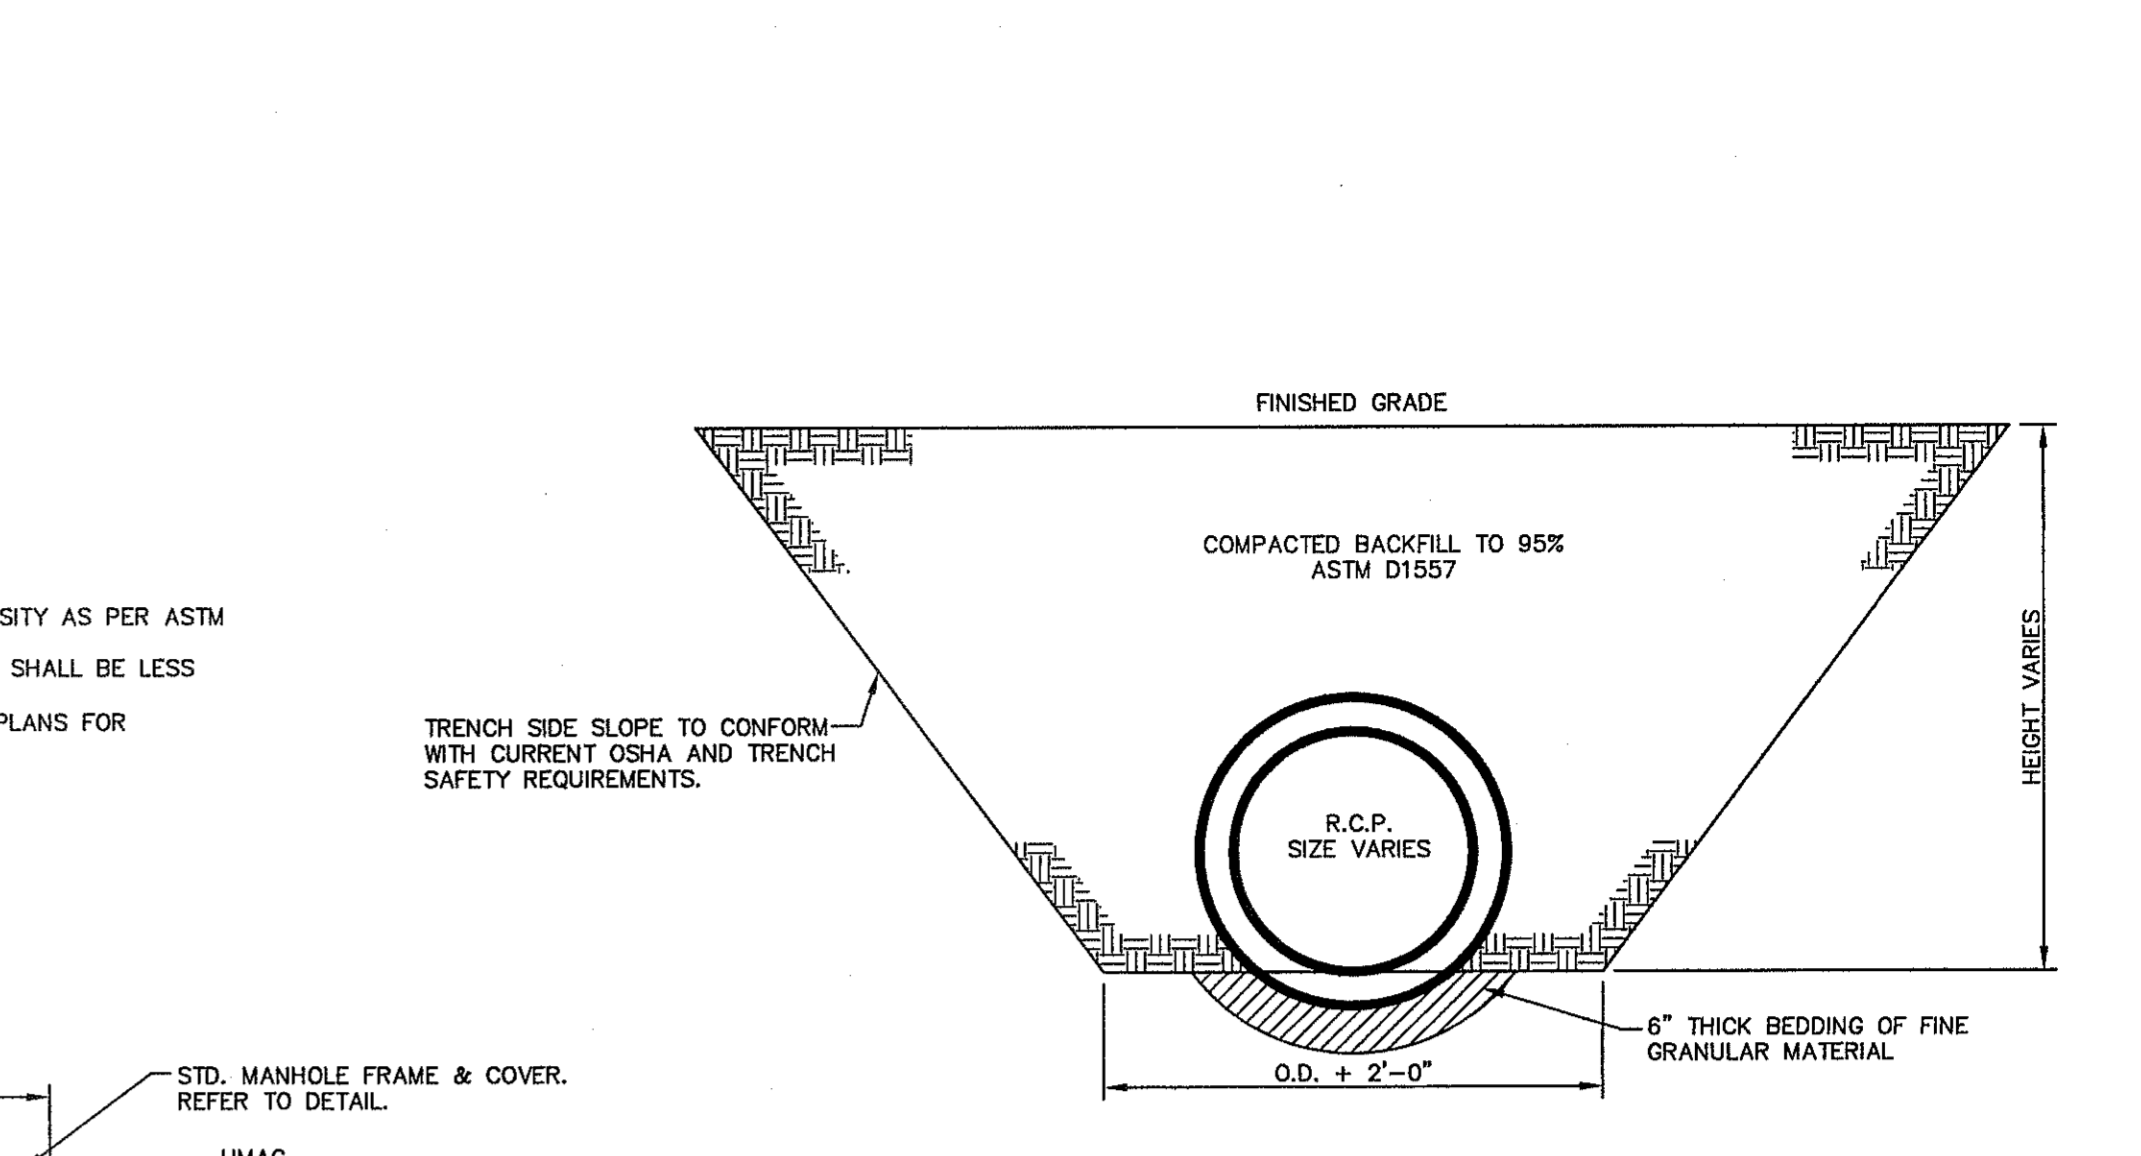 FINISHED GRADE
COMPACTED BACKFILL TO 95%
ASTM D1557
HEIGHT VARIES
SITY AS PER ASTM
SHALL BE LESS
PLANS FOR
TRENCH SIDE SLOPE TO CONFORM
WITH CURRENT OSHA AND TRENCH
SAFETY REQUIREMENTS.
R.C.P.
SIZE VARIES
6" THICK BEDDING OF FINE
GRANULAR MATERIAL
O.D. + 2'-0"
STD. MANHOLE FRAME & COVER.
REFER TO DETAIL.
HMAC